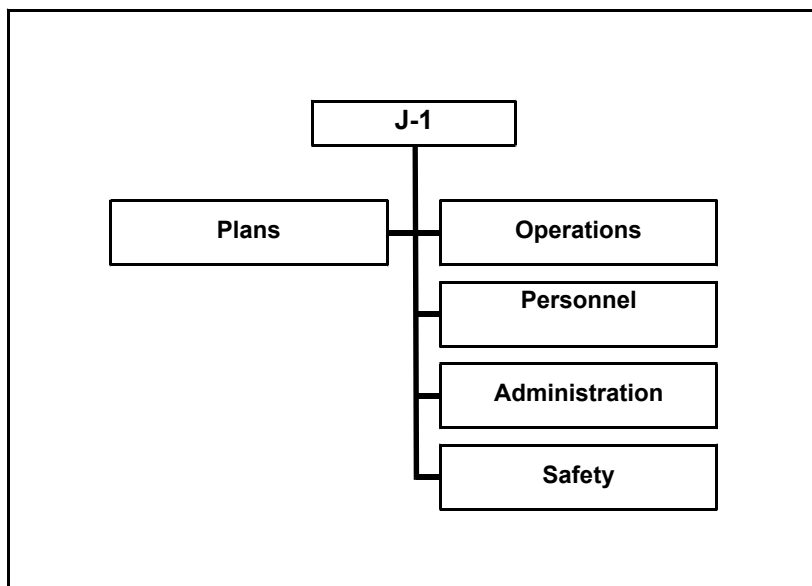 J-1
Plans
Operations
Personnel
Administration
Safety